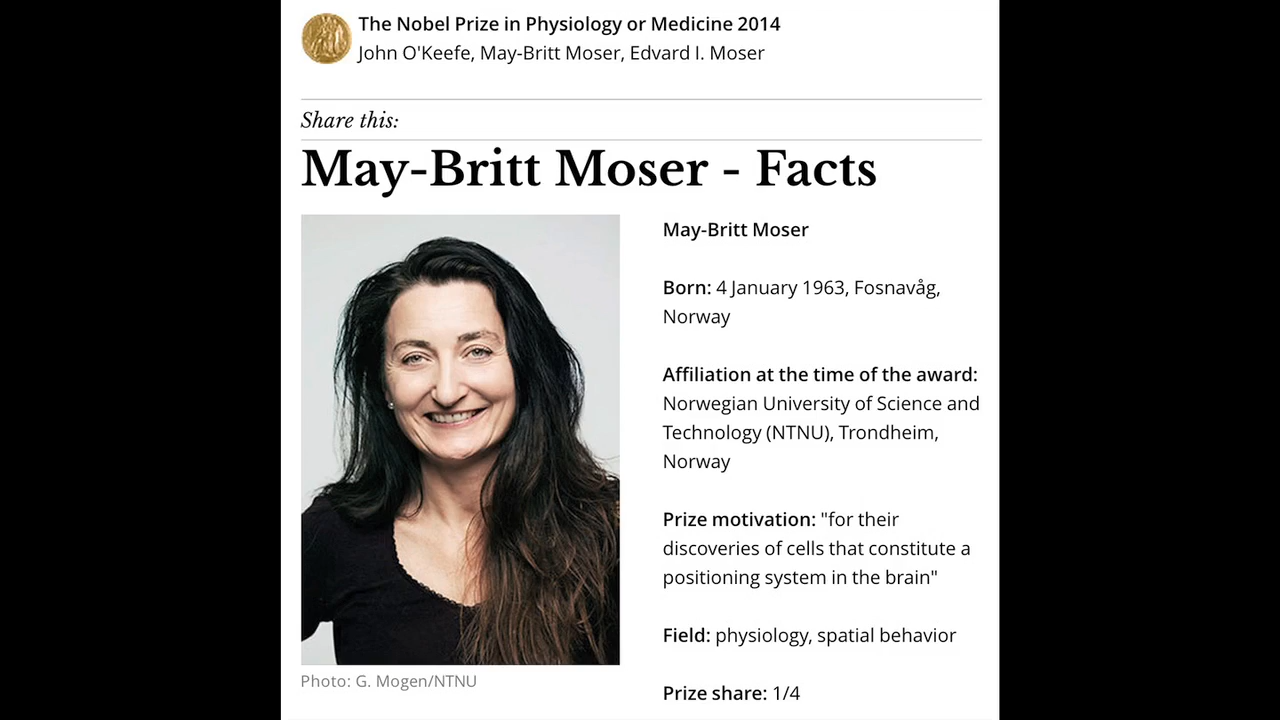 The Nobel Prize in Physiology or Medicine 2014
John O'Keefe, May-Britt Moser, Edvard I. Moser
Share this:
May-Britt Moser - Facts
May-Britt Moser
Born: 4 January 1963, Fosnavåg,
Norway
Affiliation at the time of the award:
Norwegian University of Science and
Technology (NTNU), Trondheim,
Norway
Prize motivation: "for their
discoveries of cells that constitute a
positioning system in the brain"
Field: physiology, spatial behavior
Prize share: 1/4
Photo: G. Mogen/NTNU